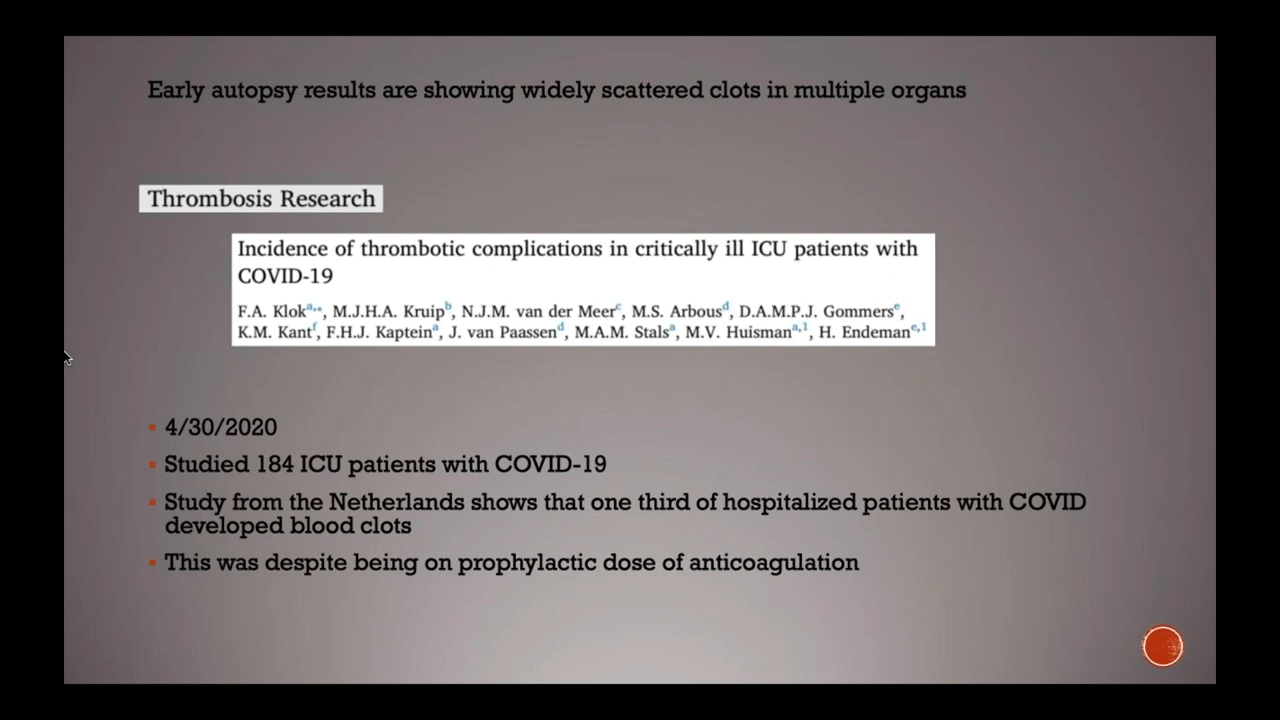 Early autopsy results are showing widely scattered clots in multiple organs
Thrombosis Research
Incidence of thrombotic complications in critically ill ICU patients with
COVID-19
F.A. Klok a,*, M.J.H.A. Kruip b, N.J.M. van der Meer c, M.S. Arbous d, D.A.M.P.J. Gommers e,
K.M. Kant f, F.H.J. Kaptein a, J. van Paassen d, M.A.M. Stals a, M.V. Huisman a,1, H. Endeman e,1
▪ 4/30/2020
▪ Studied 184 ICU patients with COVID-19
▪ Study from the Netherlands shows that one third of hospitalized patients with COVID
developed blood clots
▪ This was despite being on prophylactic dose of anticoagulation